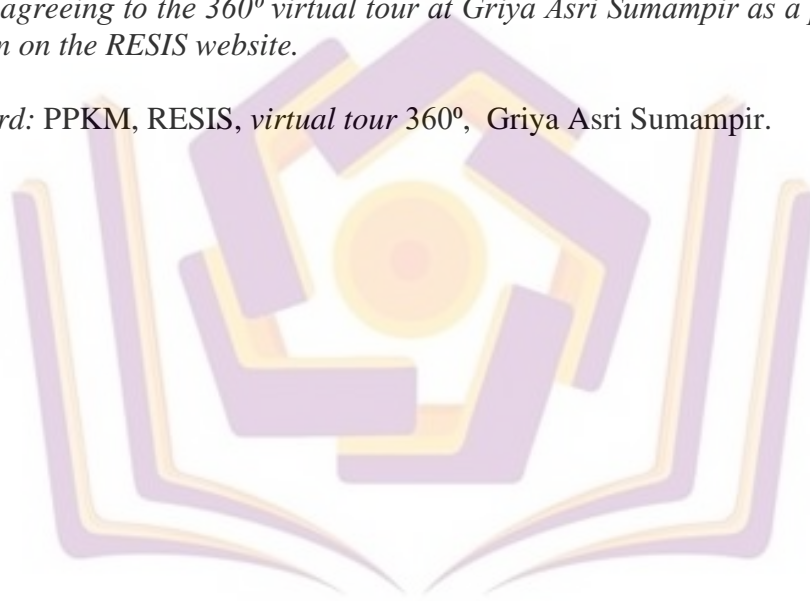 agreeing to the 360⁰ virtual tour at Griya Asri Sumampir as a
n on the RESIS website.
rd: PPKM, RESIS, virtual tour 360⁰, Griya Asri Sumampir.